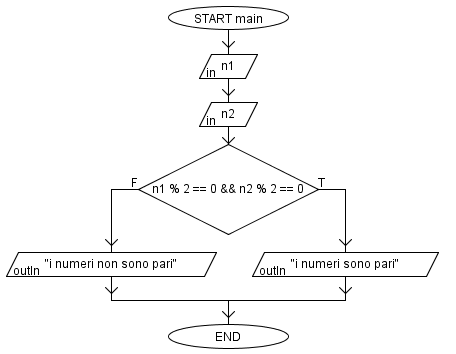 START main
n1
in
n2
in
F
T
n1 % 2 == 0 && n2 % 2 == 0
"i numeri non sono pari"
outln
"i numeri sono pari"
outln
END